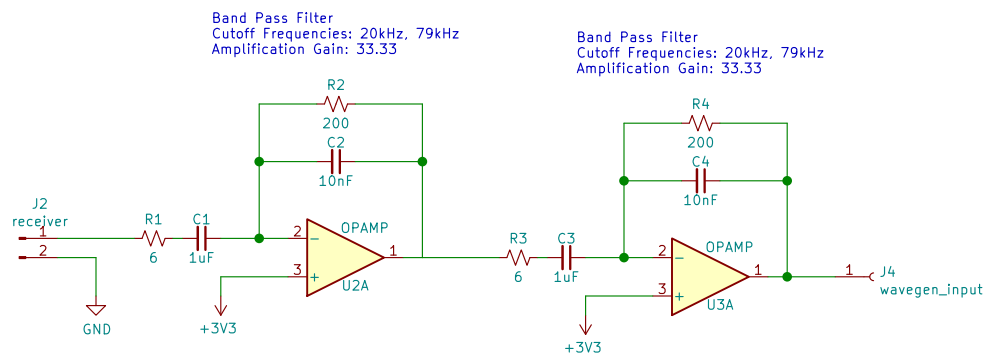 Band Pass Filter
Cutoff Frequencies: 20kHz, 79kHz
Amplification Gain: 33.33
Band Pass Filter
Cutoff Frequencies: 20kHz, 79kHz
Amplification Gain: 33.33
R2
200
C2
10nF
R4
200
C4
10nF
J2
receiver
1
2
GND
R1
6
C1
1uF
2
3
−
+
OPAMP
U2A
1
+3V3
R3
6
C3
1uF
2
3
−
+
OPAMP
U3A
1
+3V3
1
J4
wavegen_input